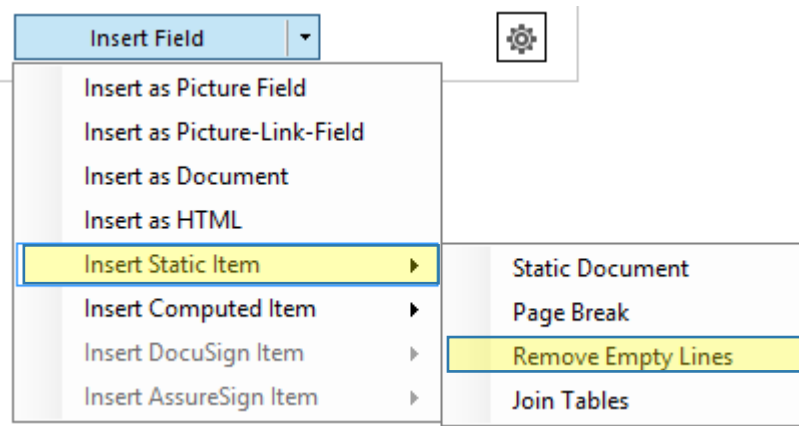 Insert Field
Insert as Picture Field
Insert as Picture-Link-Field
Insert as Document
Insert as HTML
Insert Static Item
Insert Computed Item
Insert DocuSign Item
Insert AssureSign Item
Static Document
Page Break
Remove Empty Lines
Join Tables